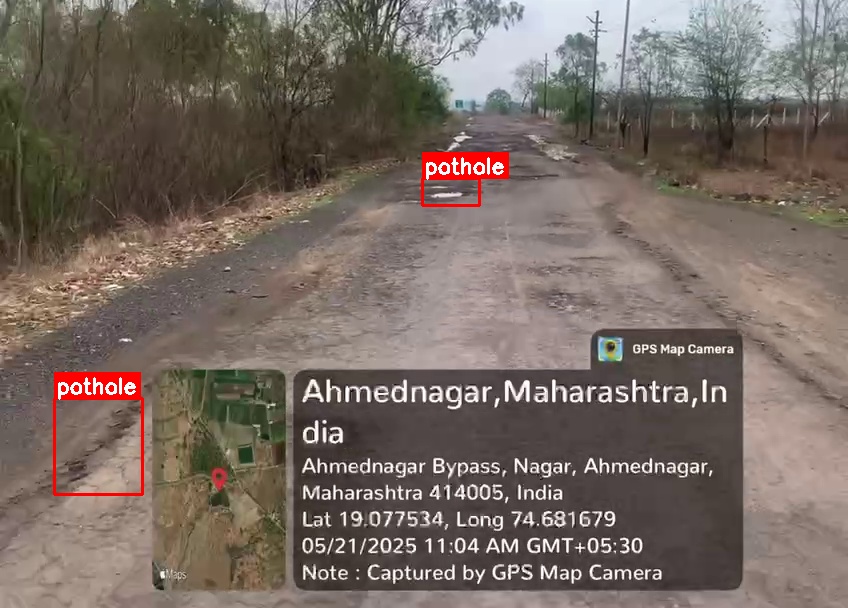 pothole
pothole
GPS Map Camera
Ahmednagar,Maharashtra,In
dia
Ahmednagar Bypass, Nagar, Ahmednagar,
Maharashtra 414005, India
Lat 19.077534, Long 74.681679
05/21/2025 11:04 AM GMT+05:30
Note : Captured by GPS Map Camera
Maps